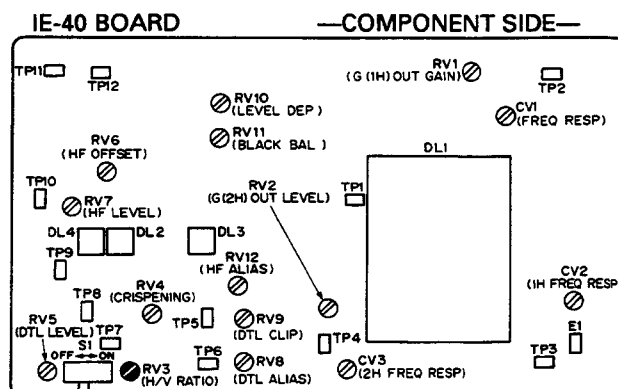 IE-40 BOARD —COMPONENT SIDE—
TP11
TP12
RV10
(LEVEL DEP)
RV11
(BLACK BAL )
RV1
(G (1H) OUT GAIN)
TP2
CV1
(FREQ RESP)
RV6
(HF OFFSET)
DL1
TP10
RV7
(HF LEVEL)
RV2
(G(2H) OUT LEVEL)
TP1
DL4
DL2
DL3
TP9
RV12
(HF ALIAS)
CV2
(1H FREQ RESP)
TP8
RV4
(CRISPENING)
TP5
RV9
(DTL CLIP)
RV5
(DTL LEVEL)
S1
OFF ↔ ON
TP7
TP4
E1
TP3
RV3
(H/V RATIO)
TP6
RV8
(DTL ALIAS)
CV3
(2H FREQ RESP)